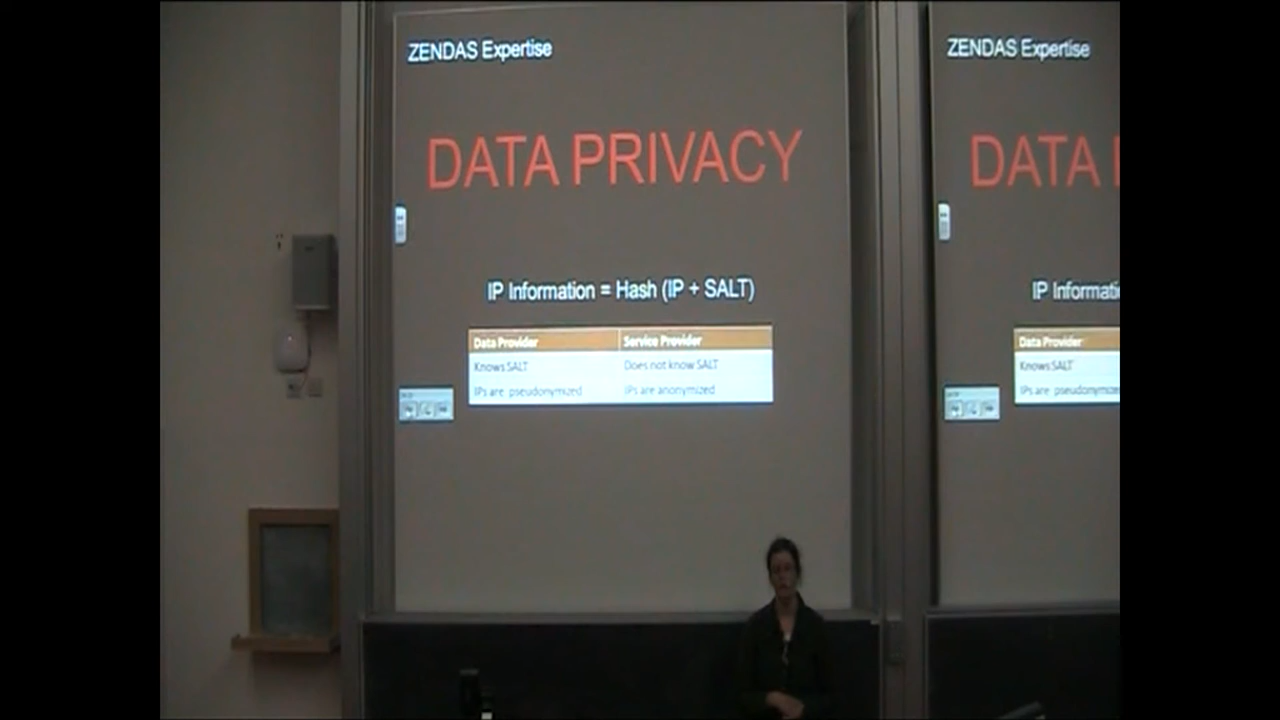 ZENDAS Expertise
DATA PRIVACY
IP Information = Hash (IP + SALT)
Data Provider Service Provider
Knows SALT Does not know SALT
IPs are pseudonymized IPs are anonymized
ZENDAS Expertise
DATA
IP Informati
Data Provider
Knows SALT
IPs are pseudonymize